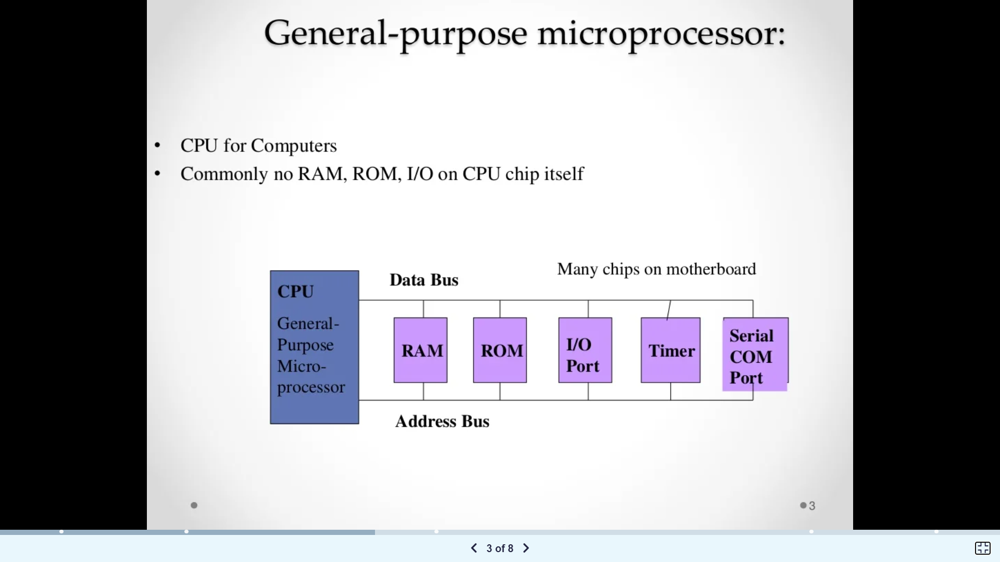 General-purpose microprocessor:
• CPU for Computers
• Commonly no RAM, ROM, I/O on CPU chip itself
Many chips on motherboard
Data Bus
CPU
General-
Purpose
Micro-
processor
RAM
ROM
I/O
Port
Timer
Serial
COM
Port
Address Bus
3
3 of 8